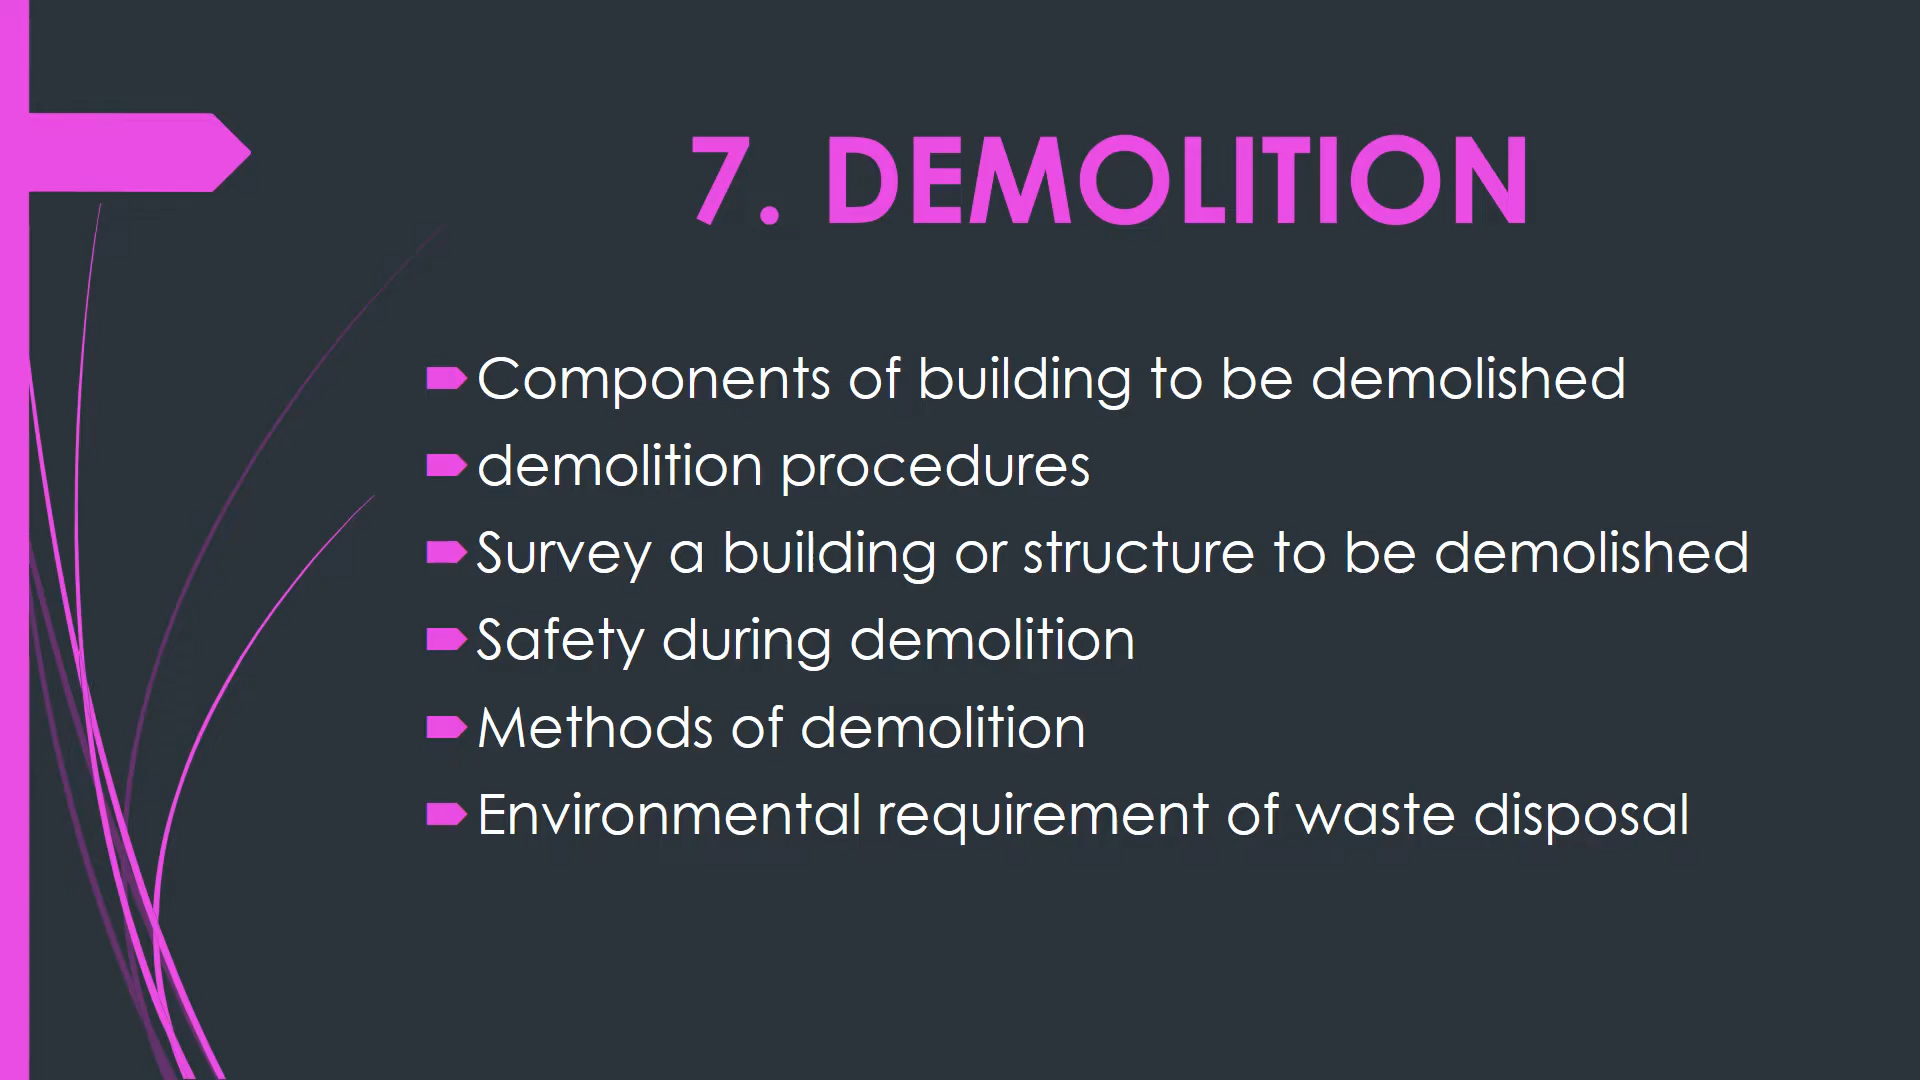 7. DEMOLITION
Components of building to be demolished
demolition procedures
Survey a building or structure to be demolished
Safety during demolition
Methods of demolition
Environmental requirement of waste disposal